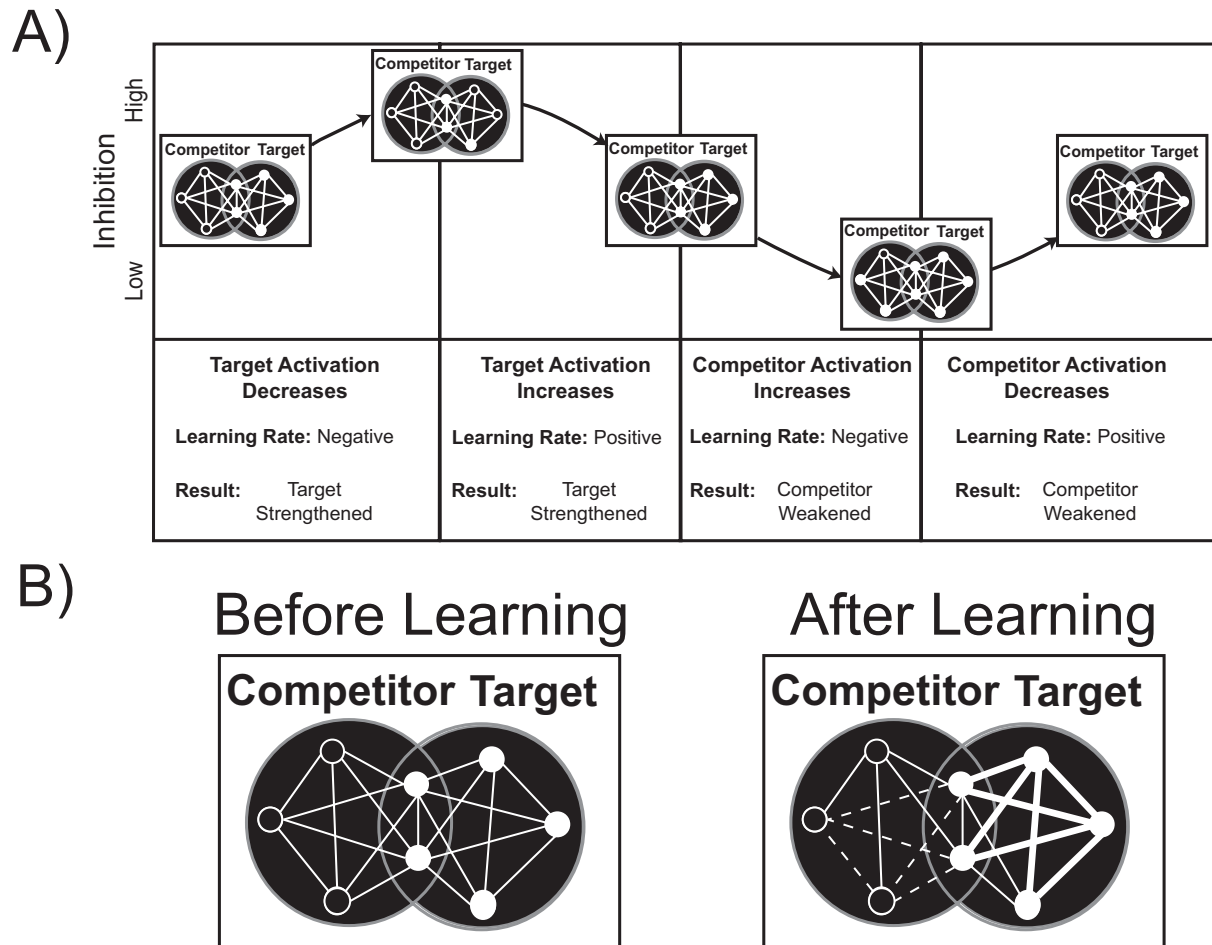 A)
High
Inhibition
Low
Competitor Target
Competitor Target
Competitor Target
Competitor Target
Competitor Target
Target Activation
Decreases
Learning Rate: Negative
Result: Target
Strengthened
Target Activation
Increases
Learning Rate: Positive
Result: Target
Strengthened
Competitor Activation
Increases
Learning Rate: Negative
Result: Competitor
Weakened
Competitor Activation
Decreases
Learning Rate: Positive
Result: Competitor
Weakened
B)
Before Learning
Competitor Target
After Learning
Competitor Target